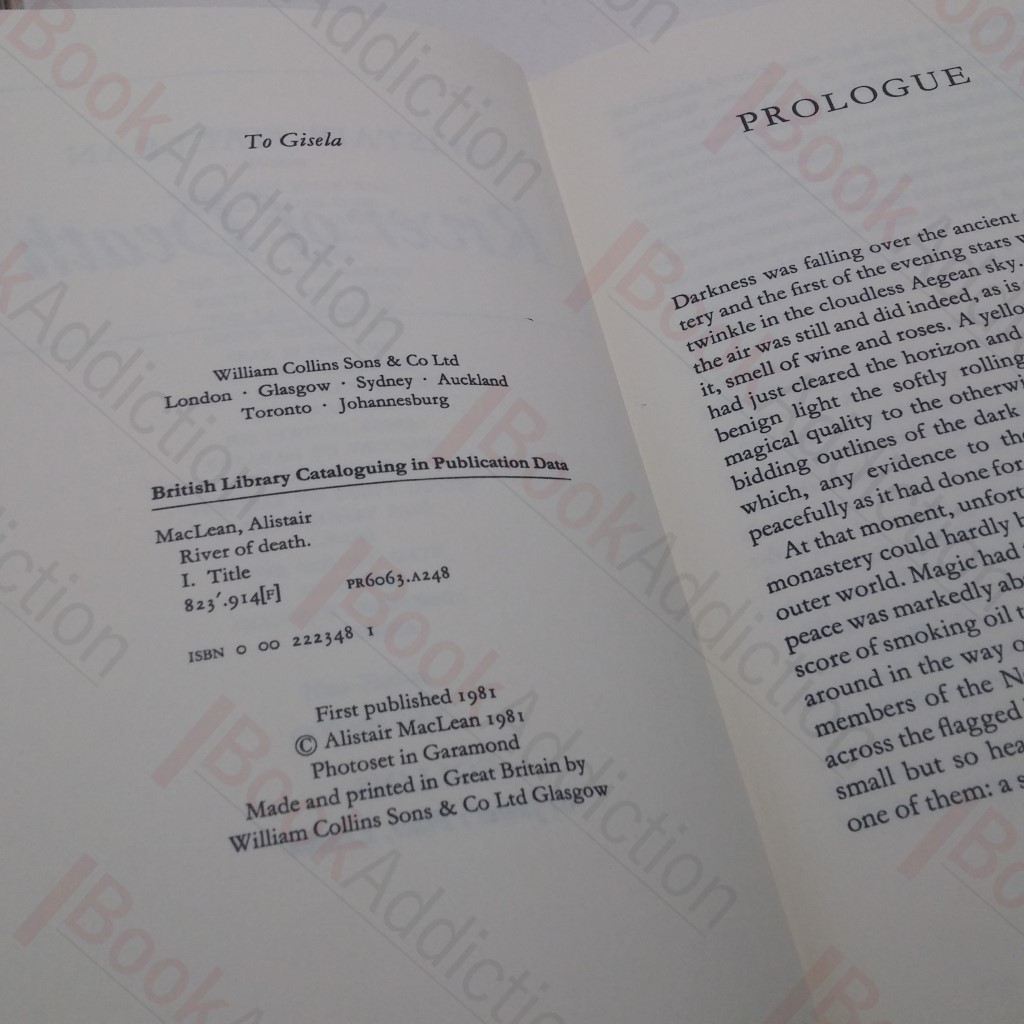 To Gisela
William Collins Sons & Co Ltd
London · Glasgow · Sydney · Auckland
Toronto · Johannesburg
British Library Cataloguing in Publication Data
MacLean, Alistair
River of death.
I. Title
823'.914[F] PR6063.A248
ISBN 0 00 222348 1
First published 1981
© Alistair MacLean 1981
Photoset in Garamond
Made and printed in Great Britain by
William Collins Sons & Co Ltd Glasgow
PROLOGUE
Darkness was falling over the ancient
tery and the first of the evening stars
twinkle in the cloudless Aegean sky.
the air was still and did indeed, as is
it, smell of wine and roses. A yello
had just cleared the horizon and
benign light the softly rolling
magical quality to the otherwi
bidding outlines of the dark
which, any evidence to the
peacefully as it had done for
At that moment, unfort
monastery could hardly
outer world. Magic had
peace was markedly
score of smoking oil
around in the way
members of the
across the flagged
small but so hea
one of them: a
BookAddiction